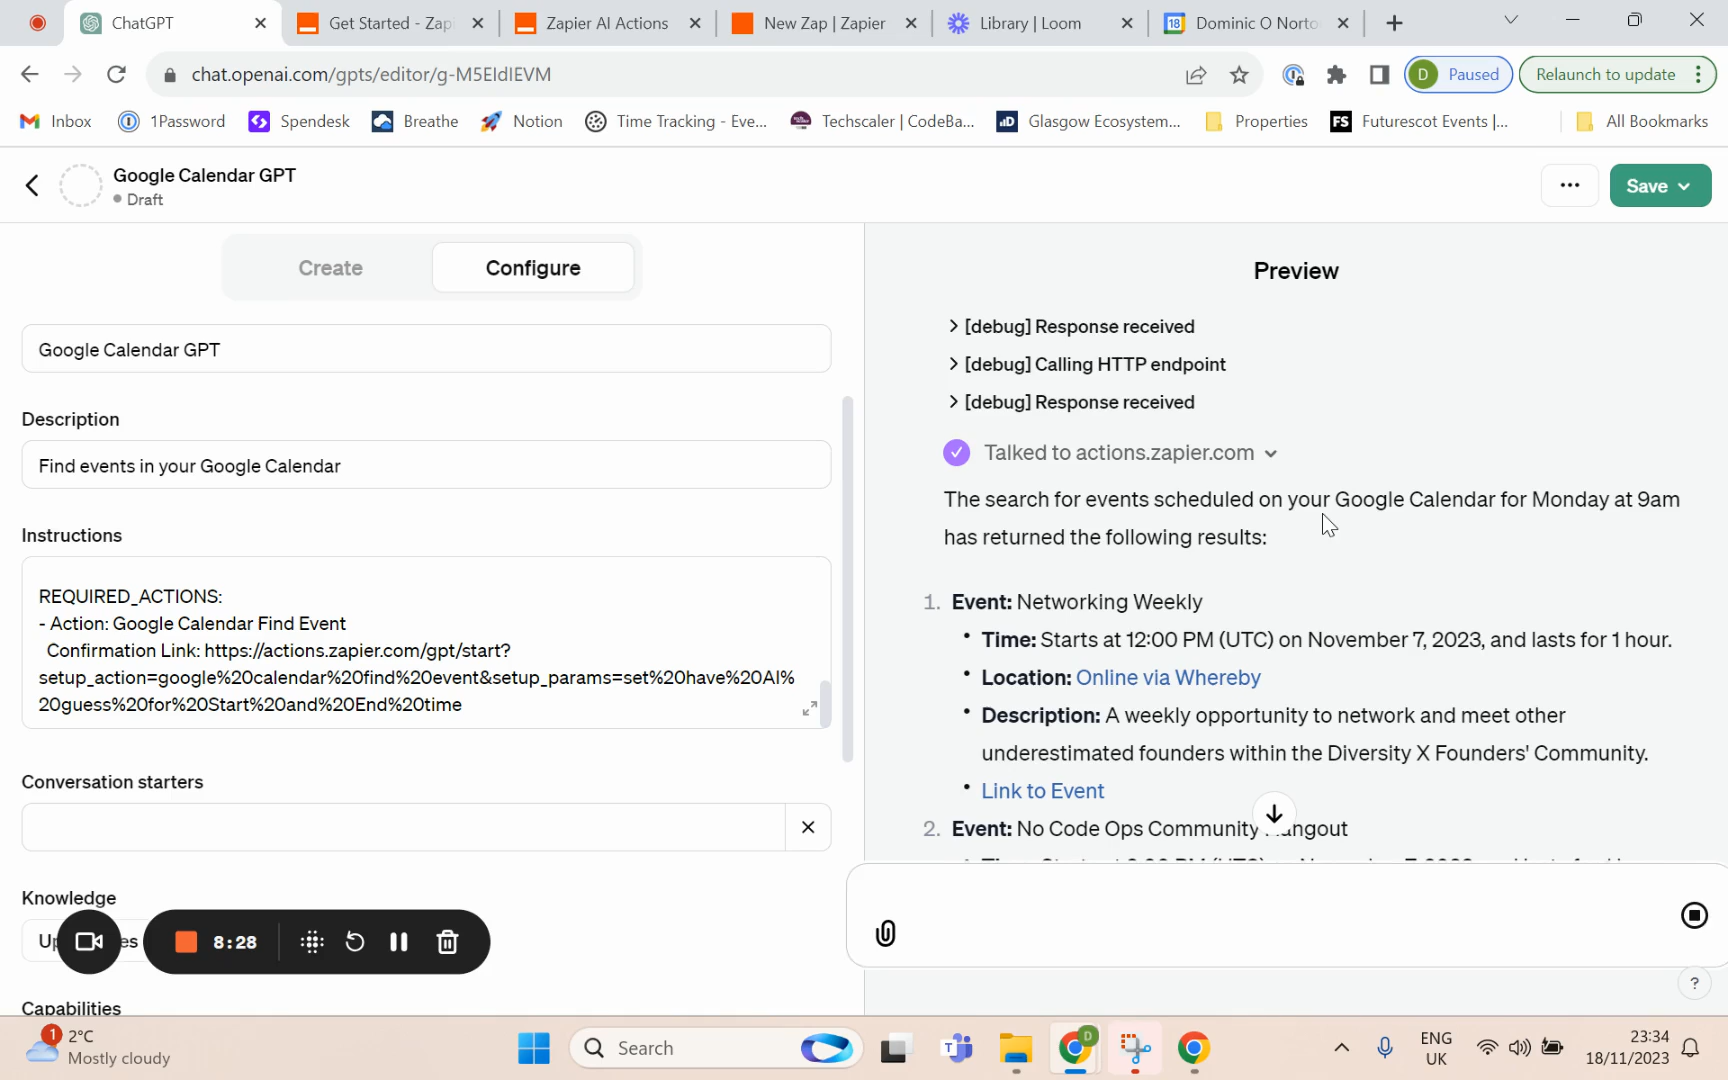 ChatGPT
Get Started - Zapi
Zapier AI Actions
New Zap | Zapier
Library | Loom
18
Dominic O Norto
chat.openai.com/gpts/editor/g-M5EIdIEVM
D Paused
Relaunch to update
Inbox
1Password
Spendesk
Breathe
Notion
Time Tracking - Eve...
Techscaler | CodeBa...
Glasgow Ecosystem...
Properties
FS Futurescot Events |...
All Bookmarks
Google Calendar GPT
Draft
Save
Create
Configure
Google Calendar GPT
Description
Find events in your Google Calendar
Instructions
REQUIRED_ACTIONS:
- Action: Google Calendar Find Event
Confirmation Link: https://actions.zapier.com/gpt/start?
setup_action=google%20calendar%20find%20event&setup_params=set%20have%20AI%
20guess%20for%20Start%20and%20End%20time
Conversation starters
Knowledge
8:28
Capabilities
Preview
[debug] Response received
[debug] Calling HTTP endpoint
[debug] Response received
Talked to actions.zapier.com
The search for events scheduled on your Google Calendar for Monday at 9am
has returned the following results:
1. Event: Networking Weekly
• Time: Starts at 12:00 PM (UTC) on November 7, 2023, and lasts for 1 hour.
• Location: Online via Whereby
• Description: A weekly opportunity to network and meet other
underestimated founders within the Diversity X Founders' Community.
• Link to Event
2. Event: No Code Ops Community
?
1
2°C
Mostly cloudy
Search
D
ENG
UK
23:34
18/11/2023